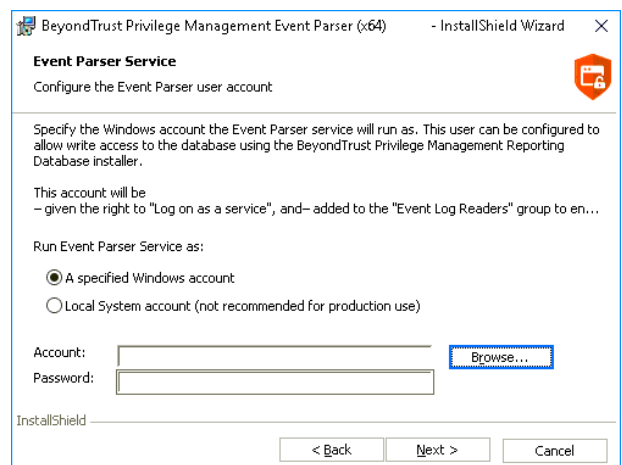 BeyondTrust Privilege Management Event Parser (x64) - InstallShield Wizard
Event Parser Service
Configure the Event Parser user account
Specify the Windows account the Event Parser service will run as. This user can be configured to
allow write access to the database using the BeyondTrust Privilege Management Reporting
Database installer.
This account will be
– given the right to "Log on as a service", and– added to the "Event Log Readers" group to en...
Run Event Parser Service as:
A specified Windows account
Local System account (not recommended for production use)
Account:
Browse...
Password:
InstallShield
< Back
Next >
Cancel